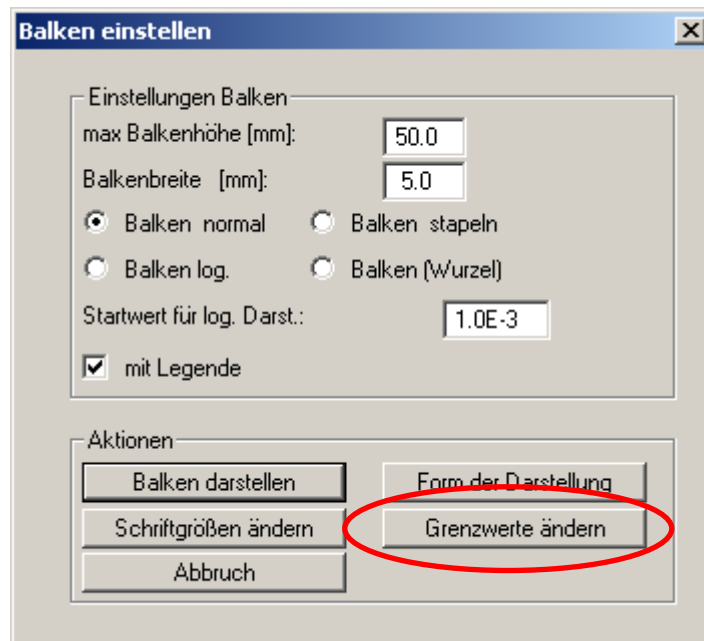 Balken einstellen
Einstellungen Balken
max Balkenhöhe [mm]: 50.0
Balkenbreite [mm]: 5.0
Balken normal Balken stapeln
Balken log. Balken (Wurzel)
Startwert für log. Darst.: 1.0E-3
mit Legende
Aktionen
Balken darstellen Form der Darstellung
Schriftgrößen ändern Grenzwerte ändern
Abbruch